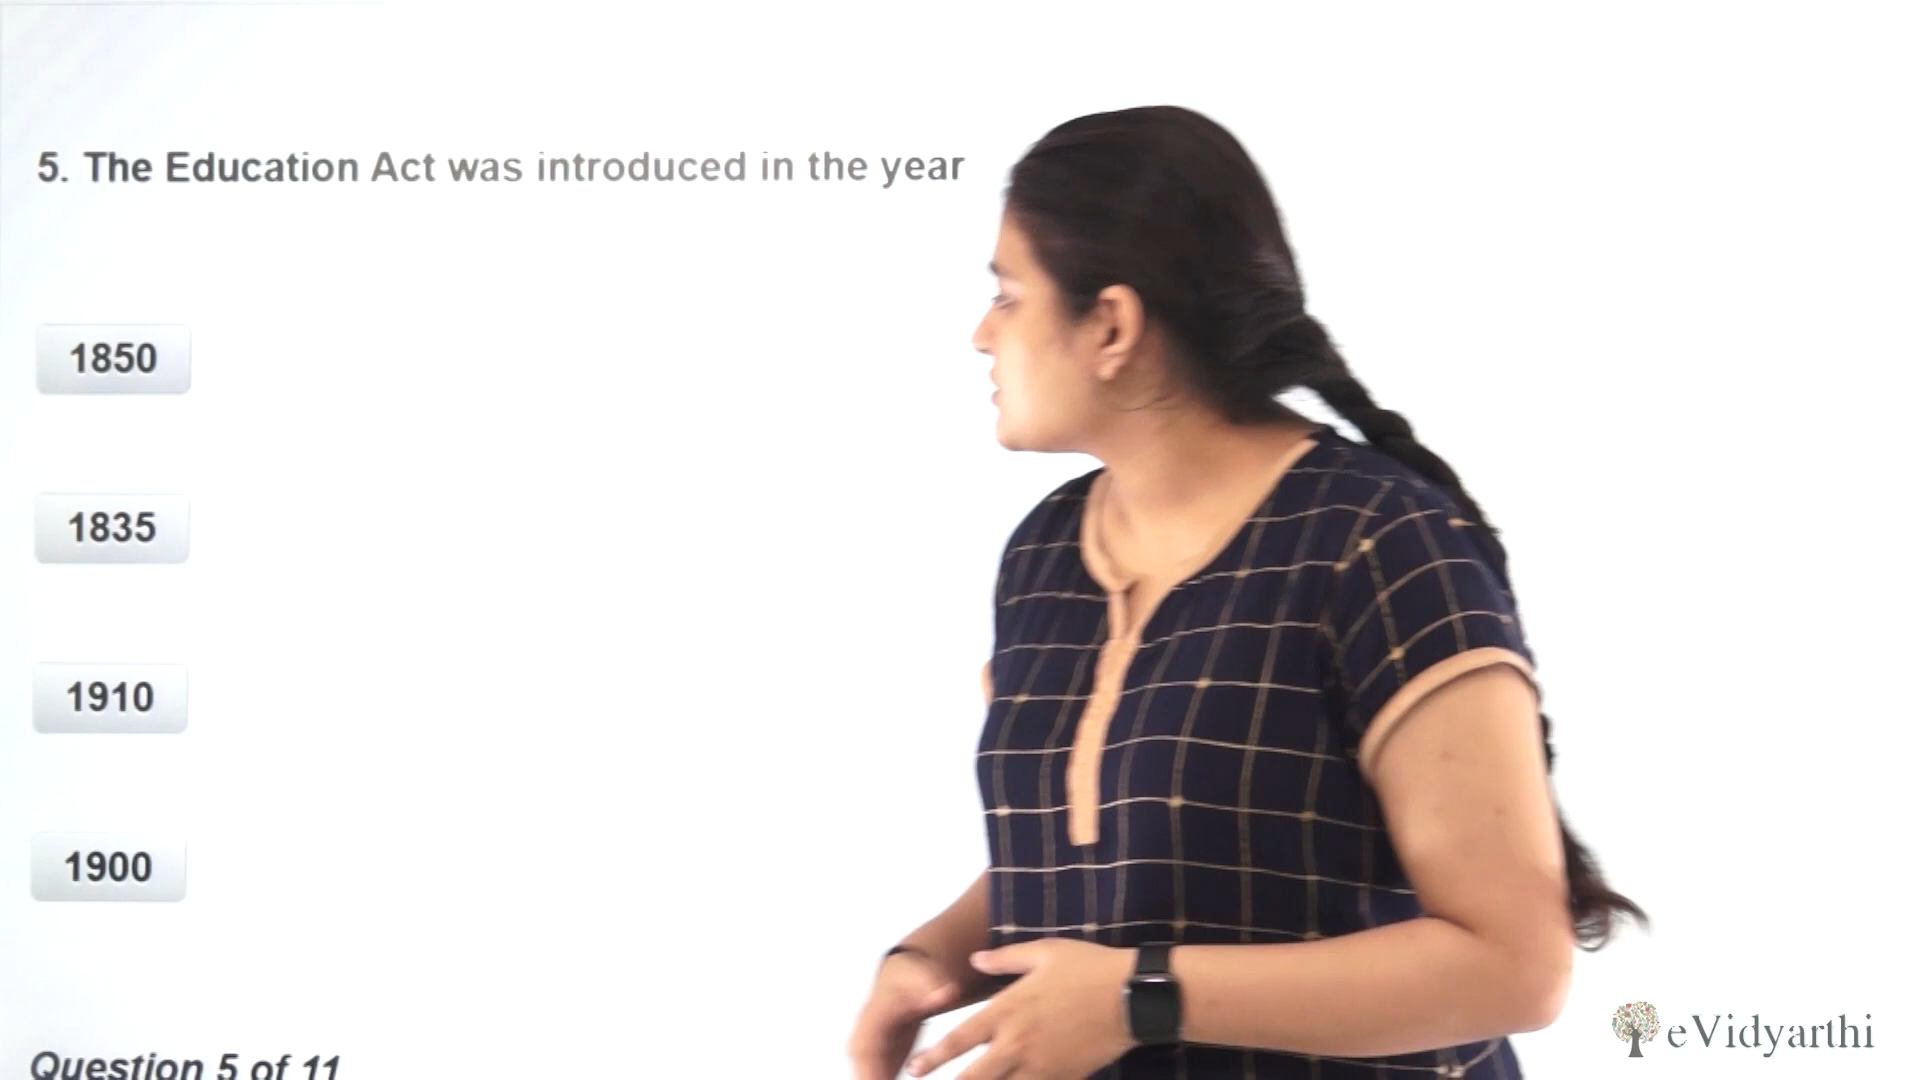 5. The Education Act was introduced in the year
1850
1835
1910
1900
Question 5 of 11
eVidyarthi